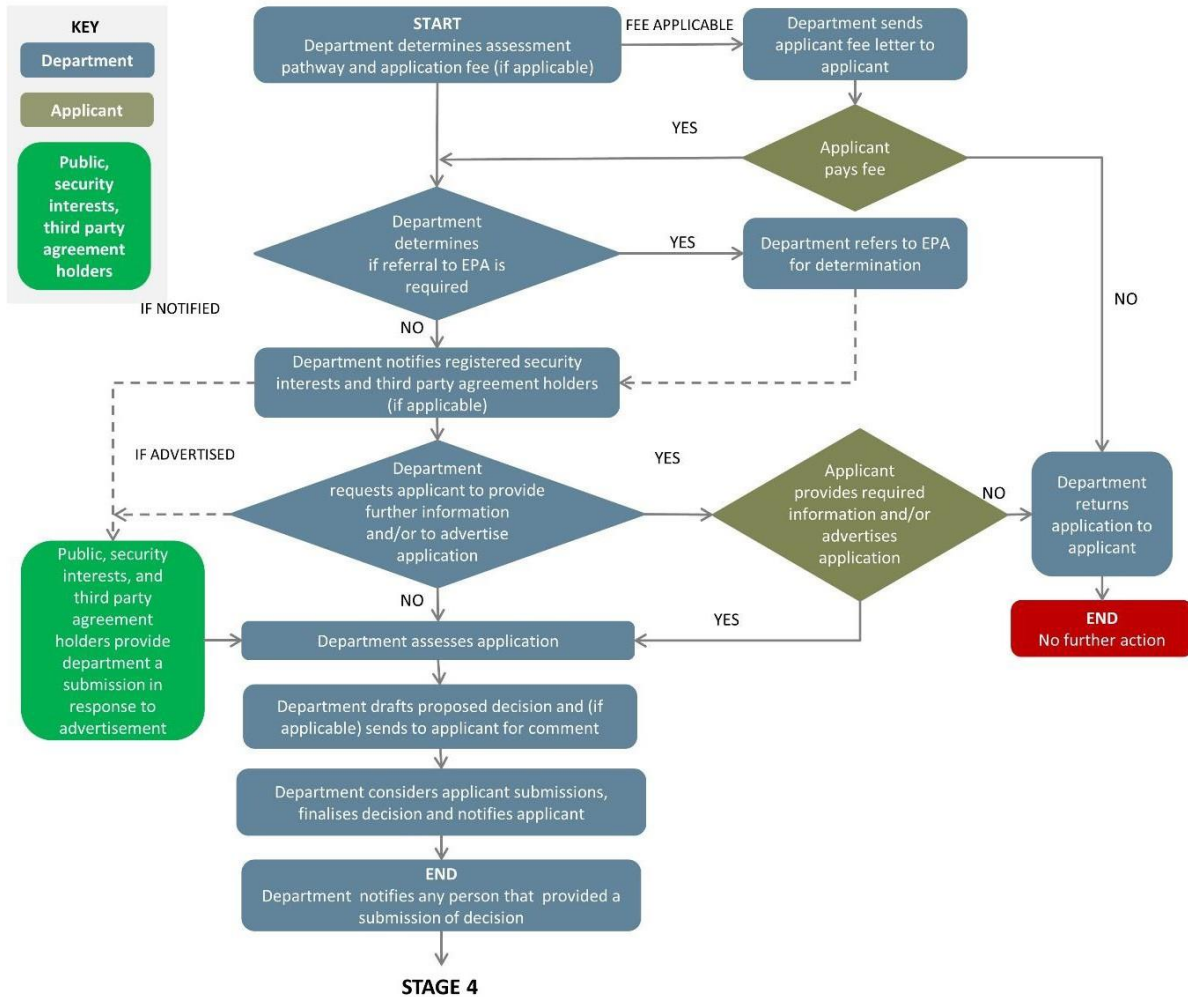 KEY
Department
Applicant
Public,
security
interests,
third party
agreement
holders
START
Department determines assessment
pathway and application fee (if applicable)
FEE APPLICABLE
Department sends
applicant fee letter to
applicant
YES
Applicant
pays fee
Department
determines
if referral to EPA is
required
YES
Department refers to EPA
for determination
NO
IF NOTIFIED
NO
Department notifies registered security
interests and third party agreement holders
(if applicable)
IF ADVERTISED
Department
requests applicant to provide
further information
and/or to advertise
application
YES
Applicant
provides required
information and/or
advertises
application
NO
Department
returns
application to
applicant
END
No further action
Public, security
interests, and
third party
agreement
holders provide
department a
submission in
response to
advertisement
NO
YES
Department assesses application
Department drafts proposed decision and (if
applicable) sends to applicant for comment
Department considers applicant submissions,
finalises decision and notifies applicant
END
Department notifies any person that provided a
submission of decision
STAGE 4